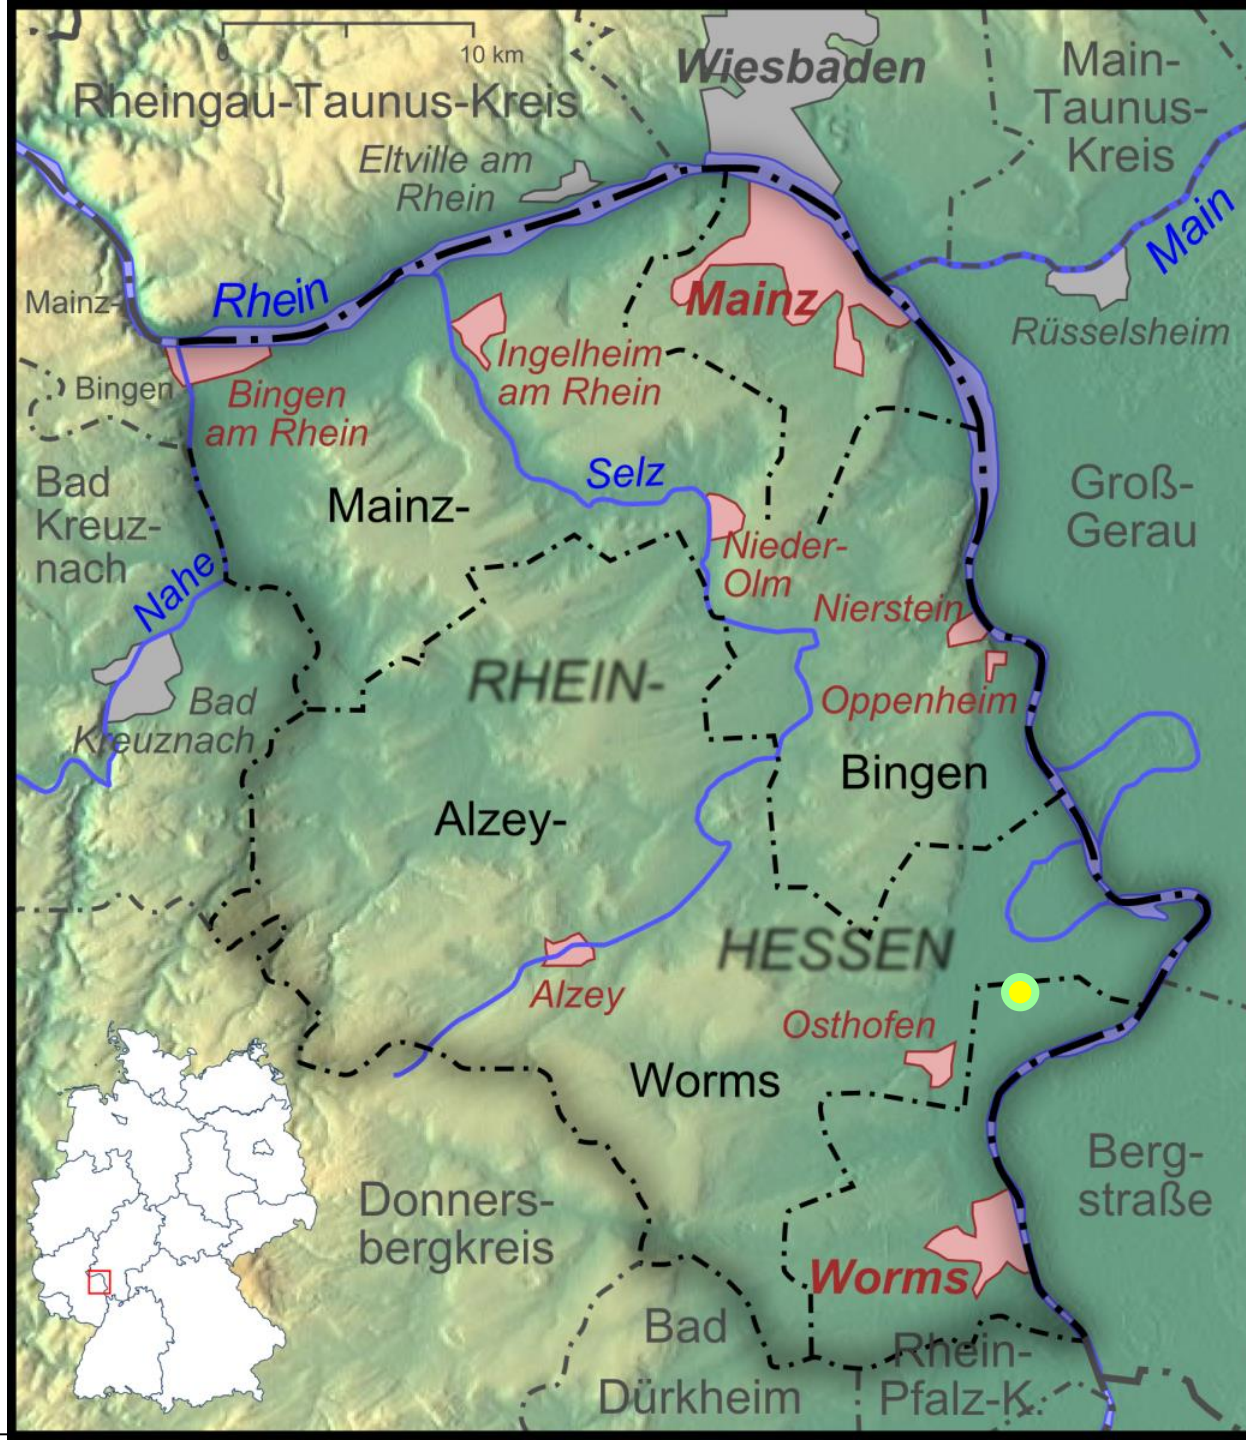 0
10 km
Wiesbaden
Main-
Taunus-
Kreis
Rheingau-Taunus-Kreis
Eltville am
Rhein
Main
Rhein
Mainz-
Mainz
Rüsselsheim
Ingelheim
am Rhein
Bingen
Bingen
am Rhein
Bad
Kreuz-
nach
Selz
Mainz-
Groß-
Gerau
Nieder-
Olm
Nahe
Nierstein
RHEIN-
Bad
Kreuznach
Oppenheim
Bingen
Alzey-
HESSEN
Alzey
Osthofen
Worms
Donners-
bergkreis
Berg-
straße
Worms
Bad
Dürkheim
Rhein-
Pfalz-K.